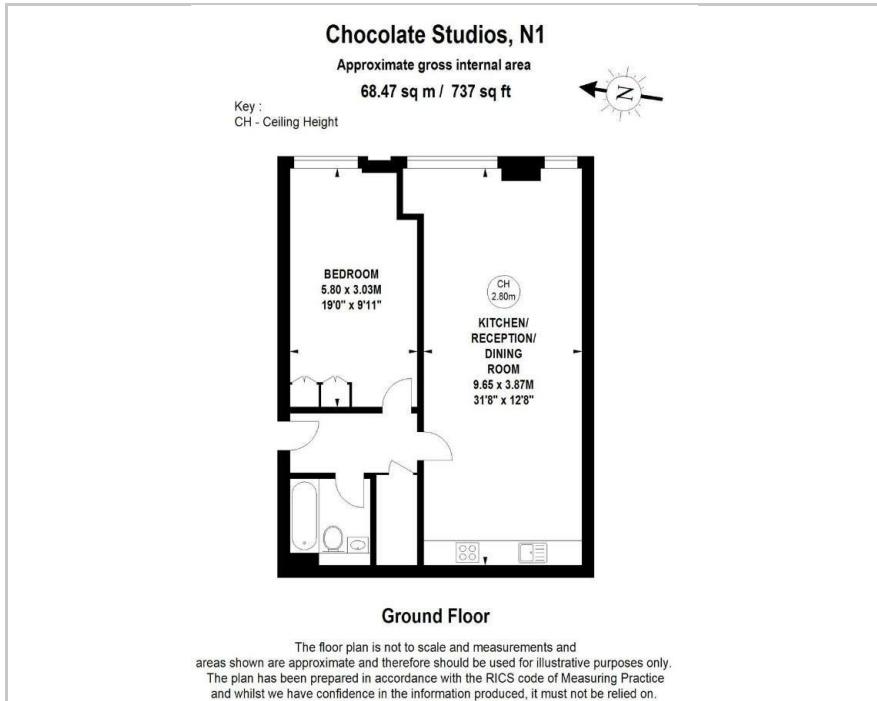 Chocolate Studios, N1
Approximate gross internal area
68.47 sq m / 737 sq ft
Key :
CH - Ceiling Height
N
BEDROOM
5.80 x 3.03M
19'0" x 9'11"
CH
2.80m
KITCHEN/
RECEPTION/
DINING
ROOM
9.65 x 3.87M
31'8" x 12'8"
Ground Floor
The floor plan is not to scale and measurements and
areas shown are approximate and therefore should be used for illustrative purposes only.
The plan has been prepared in accordance with the RICS code of Measuring Practice
and whilst we have confidence in the information produced, it must not be relied on.